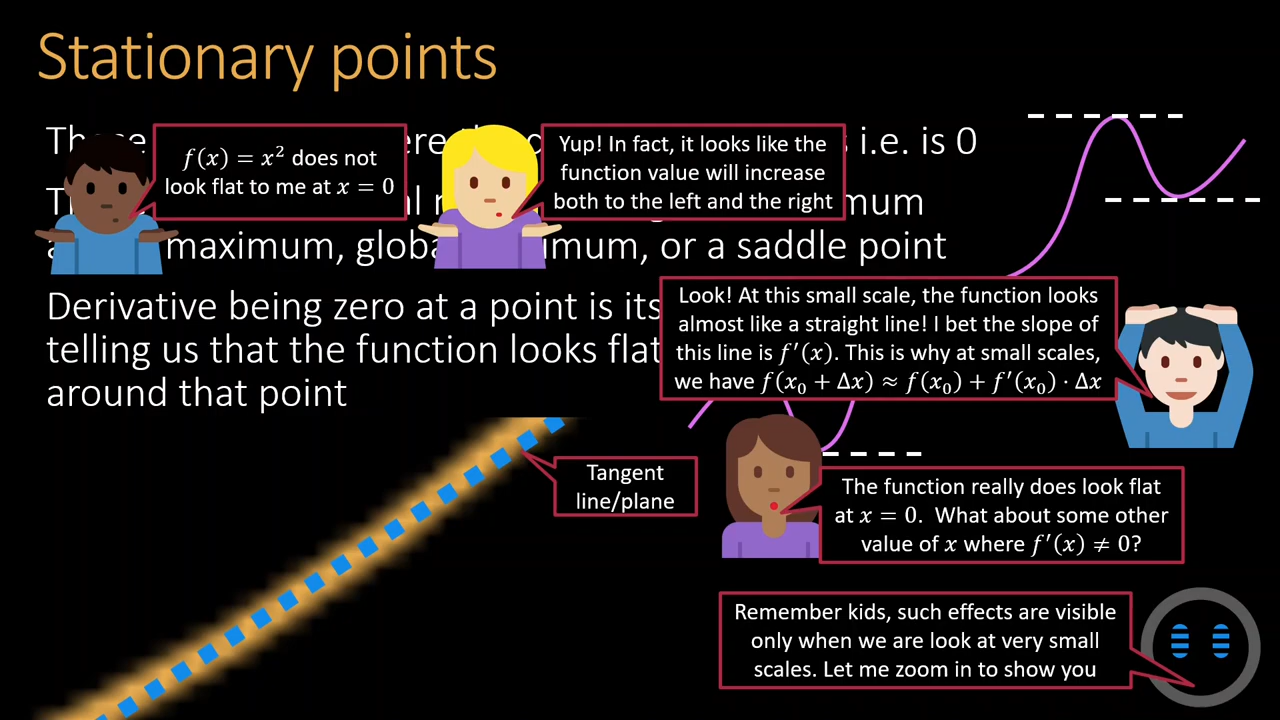 Stationary points
i.e. is 0
maximum, global
or a saddle point
Derivative being zero at a point is its
telling us that the function looks flat
around that point
f(x) = x² does not
look flat to me at x = 0
Yup! In fact, it looks like the
function value will increase
both to the left and the right
Look! At this small scale, the function looks
almost like a straight line! I bet the slope of
this line is f′(x). This is why at small scales,
we have f(x₀ + Δx) ≈ f(x₀) + f′(x₀) · Δx
Tangent
line/plane
The function really does look flat
at x = 0. What about some other
value of x where f′(x) ≠ 0?
Remember kids, such effects are visible
only when we are look at very small
scales. Let me zoom in to show you